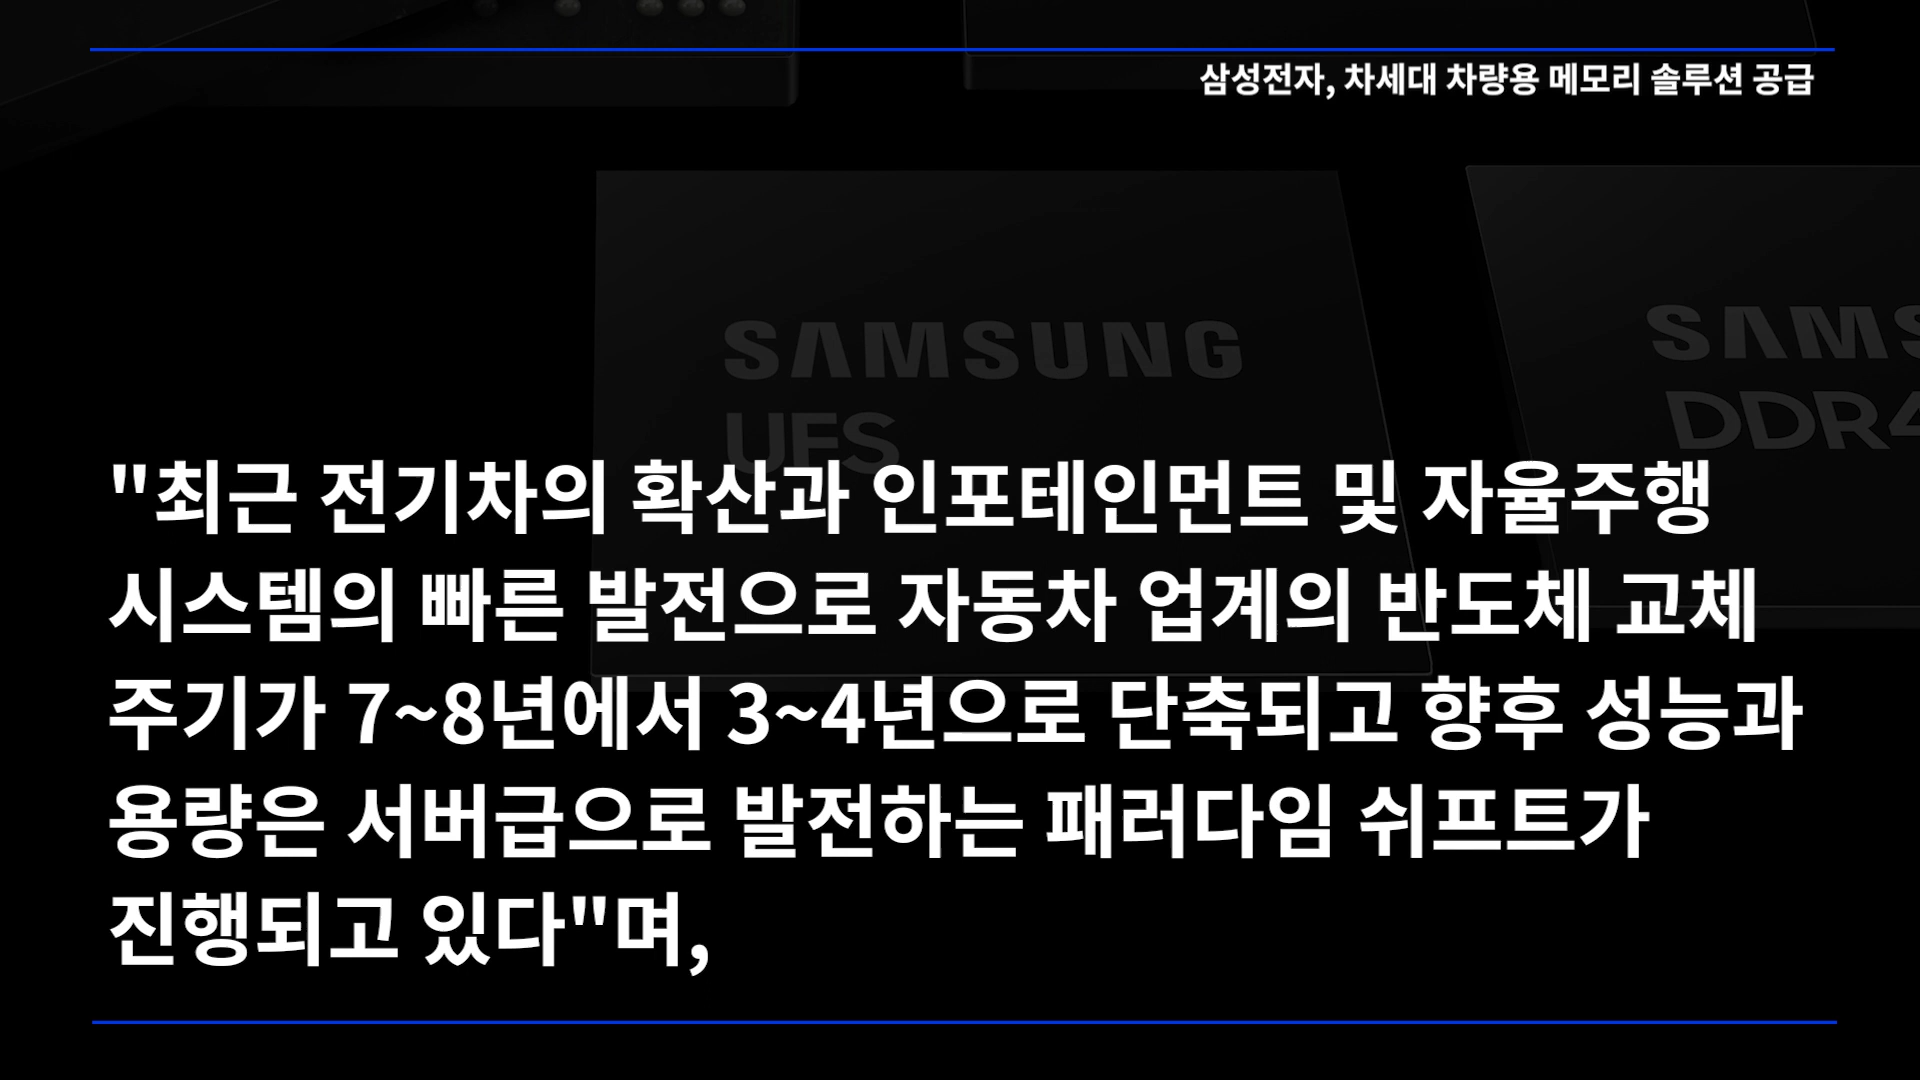 삼성전자, 차세대 차량용 메모리 솔루션 공급
SAMSUNG
UFS
SAMS
DDR4
"최근 전기차의 확산과 인포테인먼트 및 자율주행
시스템의 빠른 발전으로 자동차 업계의 반도체 교체
주기가 7~8년에서 3~4년으로 단축되고 향후 성능과
용량은 서버급으로 발전하는 패러다임 쉬프트가
진행되고 있다"며,